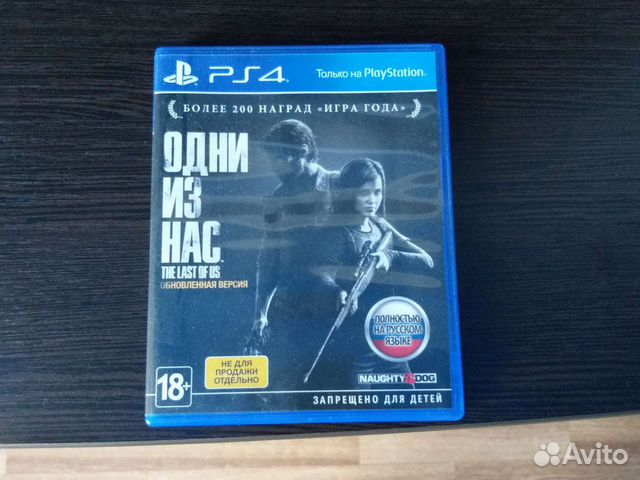 PS4
Только на PlayStation.
БОЛЕЕ 200 НАГРАД «ИГРА ГОДА»
ОДНИ
ИЗ
НАС
THE LAST OF US
ОБНОВЛЕННАЯ ВЕРСИЯ
ПОЛНОСТЬЮ
НА РУССКОМ
ЯЗЫКЕ
НЕ ДЛЯ
ПРОДАЖИ
ОТДЕЛЬНО
18+
NAUGHTY DOG
ЗАПРЕЩЕНО ДЛЯ ДЕТЕЙ
Avito